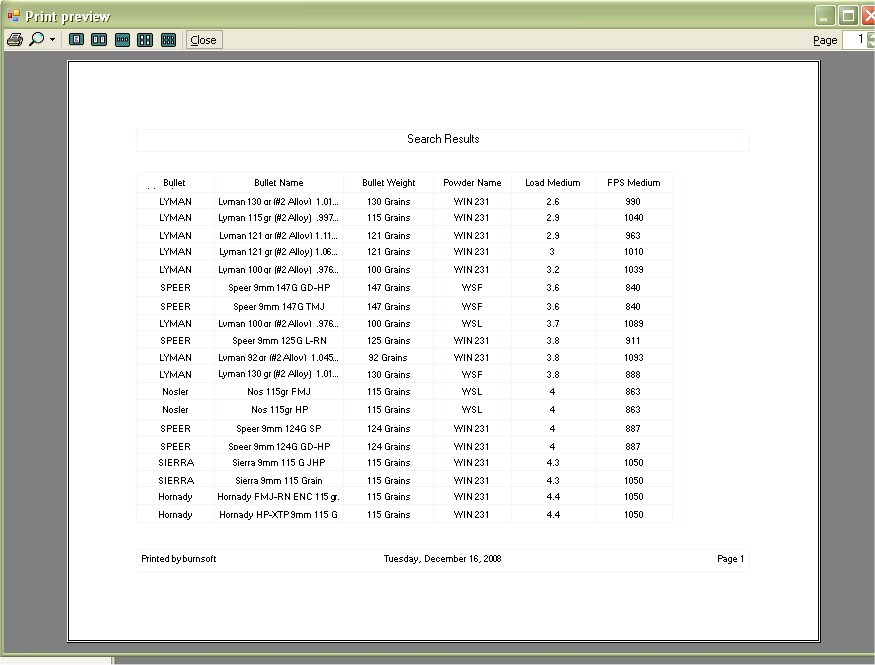 Print preview
Close Page 1
Search Results
Bullet Bullet Name Bullet Weight Powder Name Load Medium FPS Medium
LYMAN Lyman 130 gr (#2 Alloy) 1.01... 130 Grains WIN 231 2.6 990
LYMAN Lyman 115 gr (#2 Alloy) .997... 115 Grains WIN 231 2.9 1040
LYMAN Lyman 121 gr (#2 Alloy) 1.11... 121 Grains WIN 231 2.9 963
LYMAN Lyman 121 gr (#2 Alloy) 1.06... 121 Grains WIN 231 3 1010
LYMAN Lyman 100 gr (#2 Alloy) .976... 100 Grains WIN 231 3.2 1039
SPEER Speer 9mm 147G GD-HP 147 Grains WSF 3.6 840
SPEER Speer 9mm 147G TMJ 147 Grains WSF 3.6 840
LYMAN Lyman 100 gr (#2 Alloy) .976... 100 Grains WSL 3.7 1089
SPEER Speer 9mm 125G L-RN 125 Grains WIN 231 3.8 911
LYMAN Lyman 92 gr (#2 Alloy) 1.045... 92 Grains WIN 231 3.8 1093
LYMAN Lyman 130 gr (#2 Alloy) 1.01... 130 Grains WSF 3.8 888
Nosler Nos 115gr FMJ 115 Grains WSL 4 863
Nosler Nos 115gr HP 115 Grains WSL 4 863
SPEER Speer 9mm 124G SP 124 Grains WIN 231 4 887
SPEER Speer 9mm 124G GD-HP 124 Grains WIN 231 4 887
SIERRA Sierra 9mm 115 G JHP 115 Grains WIN 231 4.3 1050
SIERRA Sierra 9mm 115 Grain 115 Grains WIN 231 4.3 1050
Hornady Hornady FMJ-RN ENC 115 gr. 115 Grains WIN 231 4.4 1050
Hornady Hornady HP-XTP 9mm 115 G 115 Grains WIN 231 4.4 1050
Printed by burnsoft Tuesday, December 16, 2008 Page 1